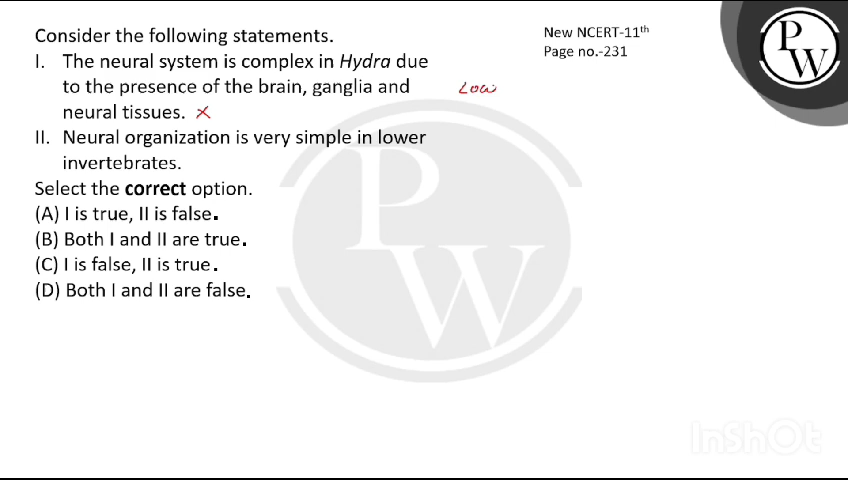 Consider the following statements.
New NCERT-11th
Page no.-231
I. The neural system is complex in Hydra due
to the presence of the brain, ganglia and
neural tissues. ×
Low
II. Neural organization is very simple in lower
invertebrates.
Select the correct option.
(A) I is true, II is false.
(B) Both I and II are true.
(C) I is false, II is true.
(D) Both I and II are false.
P
W
P
W
InShOt